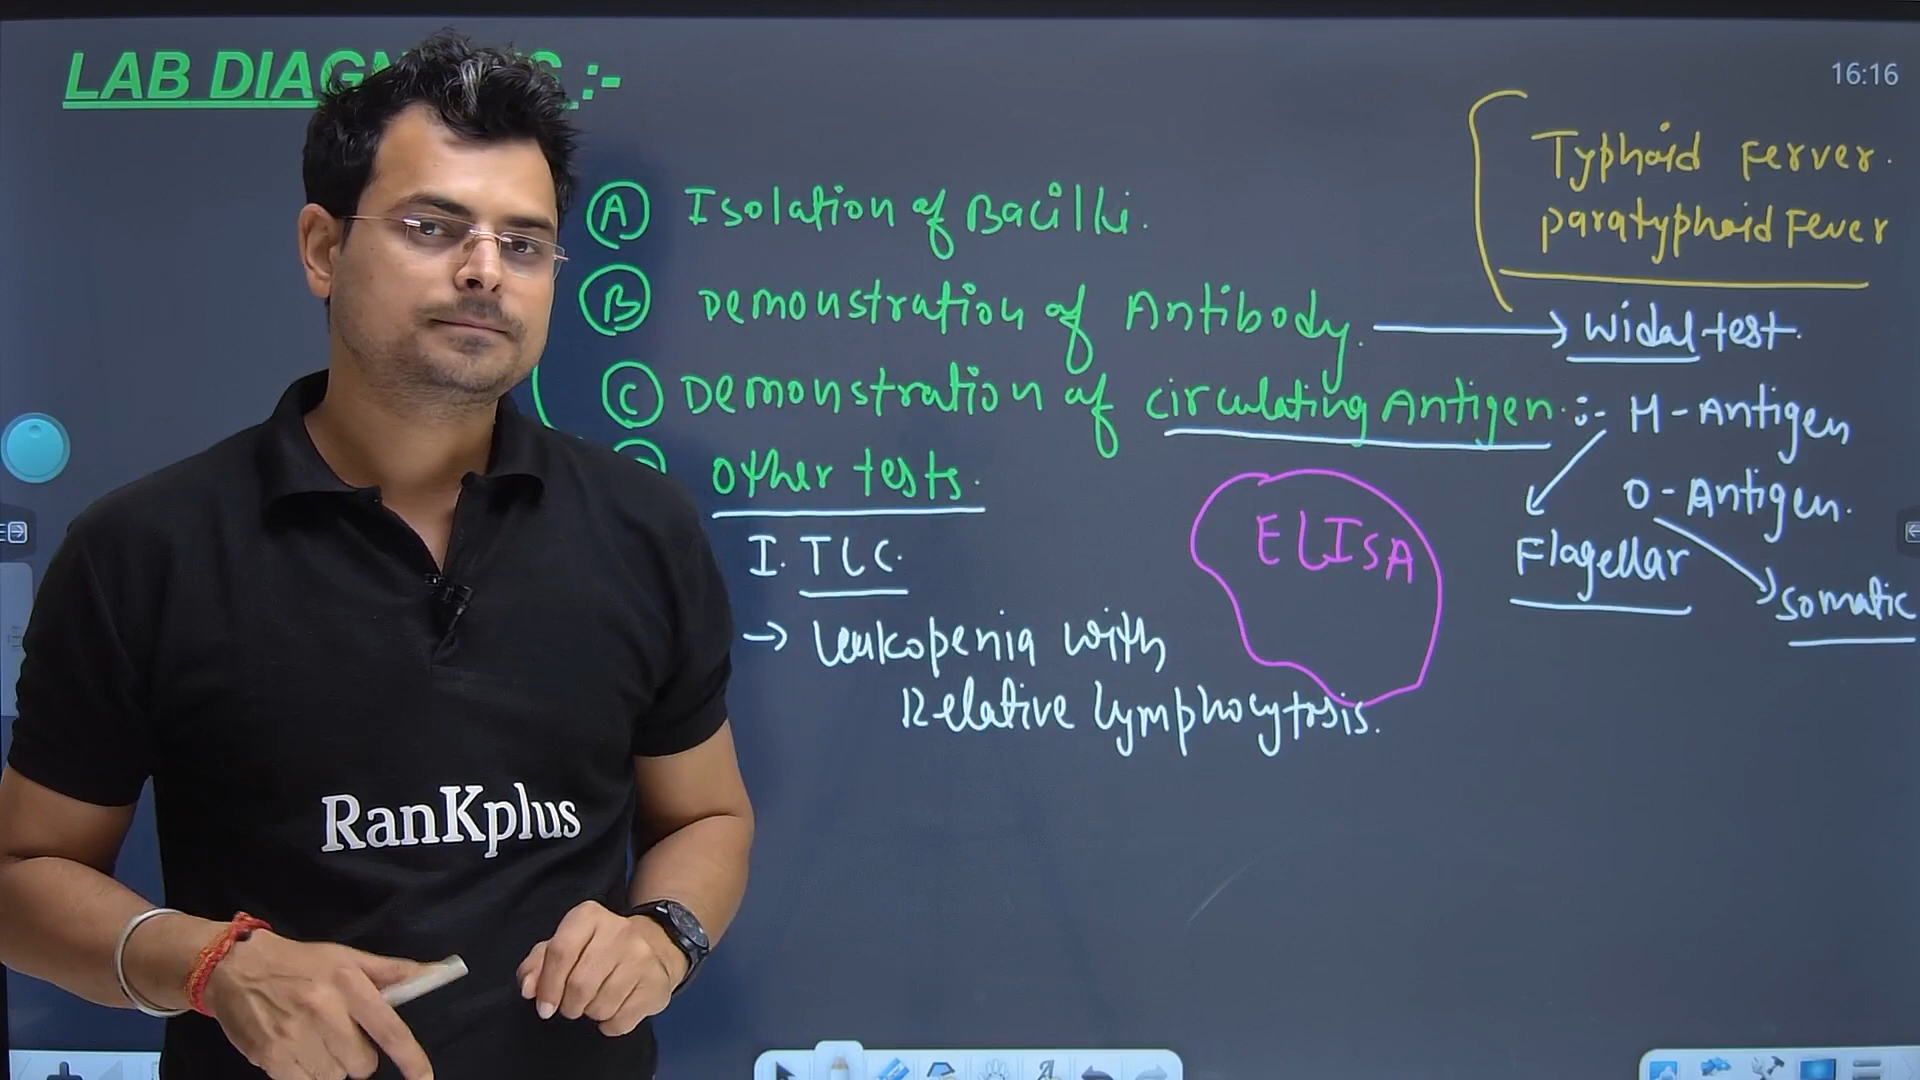 LAB DIAGN S :-
16:16
Typhoid Ferver.
paratyphoid Fever
A Isolation of Bacilli.
B Demonstration of Antibody. → Widal test.
C Demonstration of circulating Antigen. :- H-Antigen
O-Antigen.
Other tests.
ELISA
Flagellar
Somatic
I. TLC.
→ Leukopenia with
Relative lymphocytosis.
RanKplus